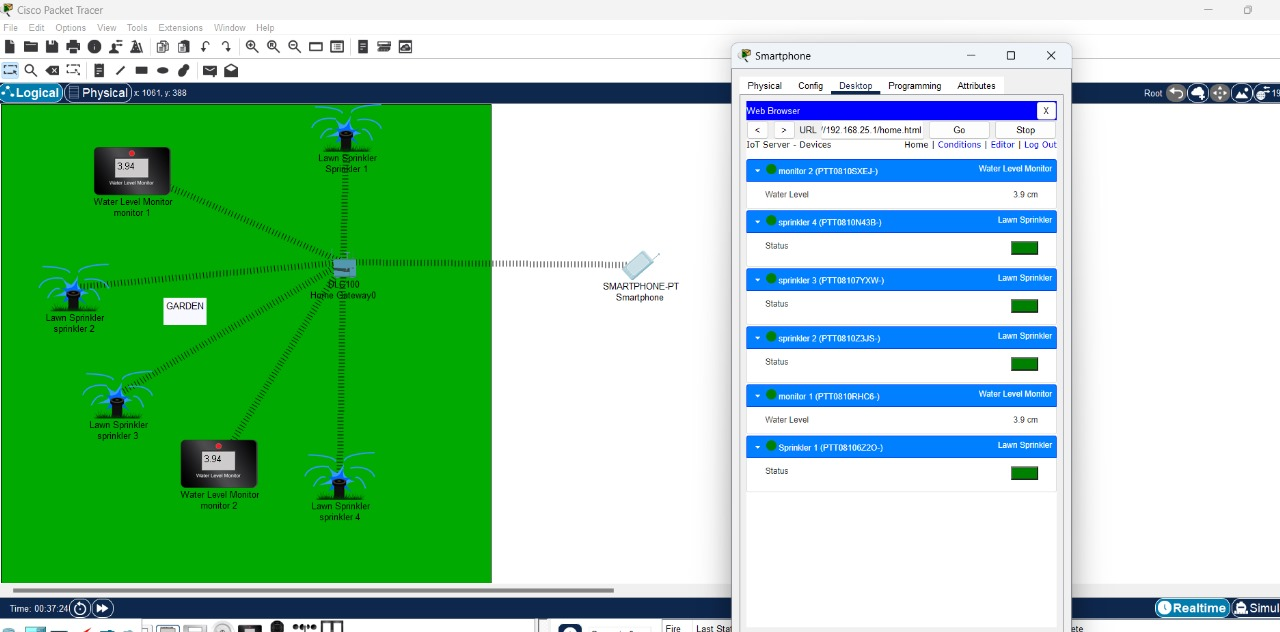 Cisco Packet Tracer
File Edit Options View Tools Extensions Window Help
Logical Physical x: 1061, y: 388
Root
Lawn Sprinkler
Sprinkler 1
3.94
Water Level Monitor
Water Level Monitor
monitor 1
Home Gateway0
SMARTPHONE-PT
Smartphone
GARDEN
Lawn Sprinkler
sprinkler 2
Lawn Sprinkler
sprinkler 3
3.94
Water Level Monitor
Water Level Monitor
monitor 2
Lawn Sprinkler
sprinkler 4
Time: 00:37:24
Realtime
Simul
Fire Last Stat
Smartphone
Physical Config Desktop Programming Attributes
Web Browser X
< > URL /192.168.25.1/home.html Go Stop
Devices Home | Conditions | Editor | Log Out
monitor 2 (PTT0810SXEJ-) Water Level Monitor
Water Level 3.9 cm
sprinkler 4 (PTT0810N43B-) Lawn Sprinkler
Status
sprinkler 3 (PTT08107YXW-) Lawn Sprinkler
Status
sprinkler 2 (PTT0810Z3JS-) Lawn Sprinkler
Status
monitor 1 (PTT0810RHC6-) Water Level Monitor
Water Level 3.9 cm
Sprinkler 1 (PTT08106Z2O-) Lawn Sprinkler
Status